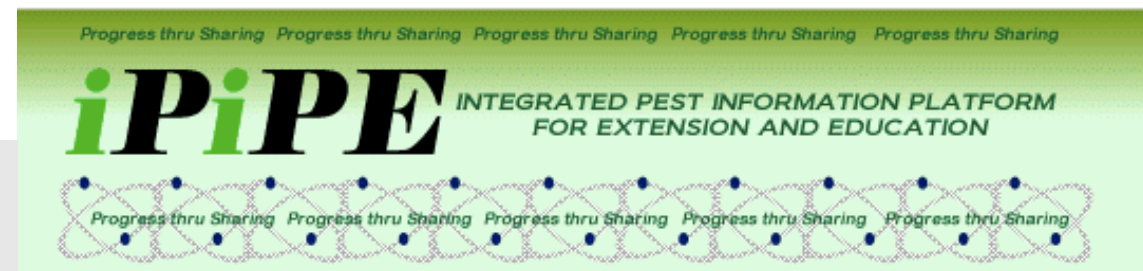 Progress thru Sharing Progress thru Sharing Progress thru Sharing Progress thru Sharing Progress thru Sharing
iPiPE
INTEGRATED PEST INFORMATION PLATFORM
FOR EXTENSION AND EDUCATION
Progress thru Sharing Progress thru Sharing Progress thru Sharing Progress thru Sharing Progress thru Sharing